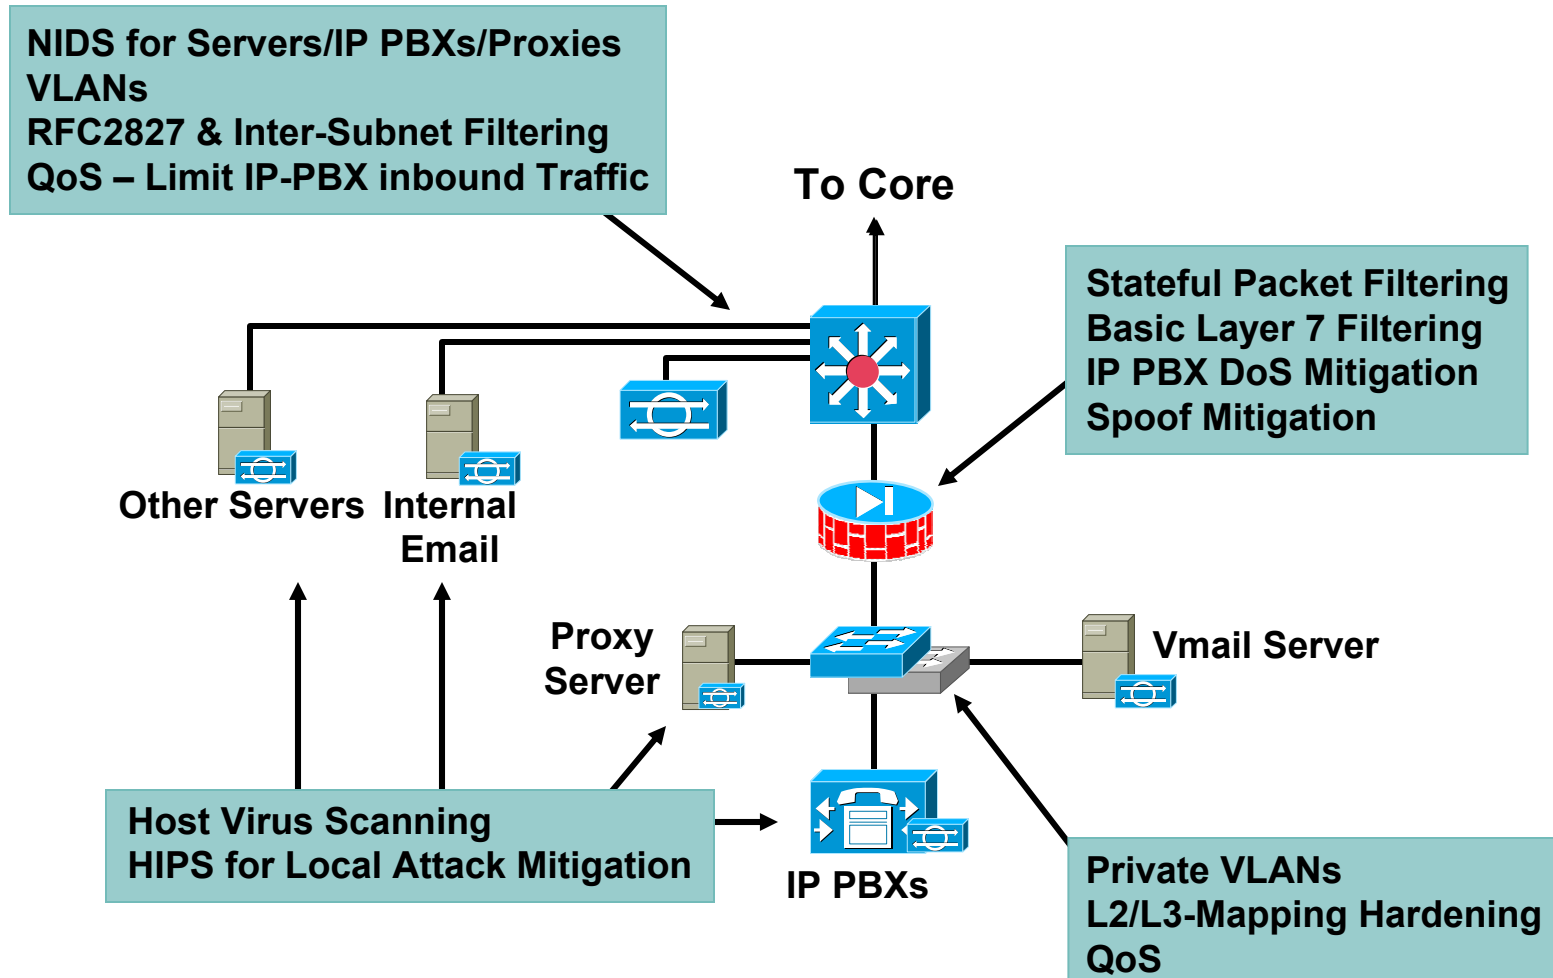 NIDS for Servers/IP PBXs/Proxies
VLANs
RFC2827 & Inter-Subnet Filtering
QoS – Limit IP-PBX inbound Traffic
To Core
Stateful Packet Filtering
Basic Layer 7 Filtering
IP PBX DoS Mitigation
Spoof Mitigation
Other Servers
Internal
Email
Proxy
Server
Vmail Server
Host Virus Scanning
HIPS for Local Attack Mitigation
IP PBXs
Private VLANs
L2/L3-Mapping Hardening
QoS